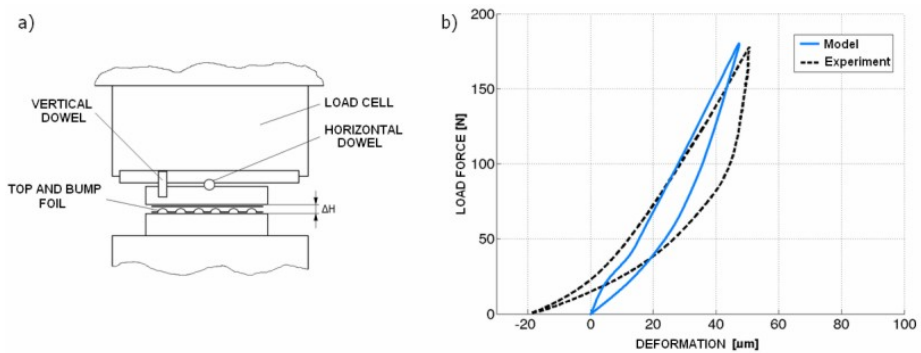 a)
VERTICAL
DOWEL
TOP AND BUMP
FOIL
LOAD CELL
HORIZONTAL
DOWEL
ΔH
b)
200
150
100
50
0
LOAD FORCE [N]
Model
Experiment
-20 0 20 40 60 80 100
DEFORMATION [µm]